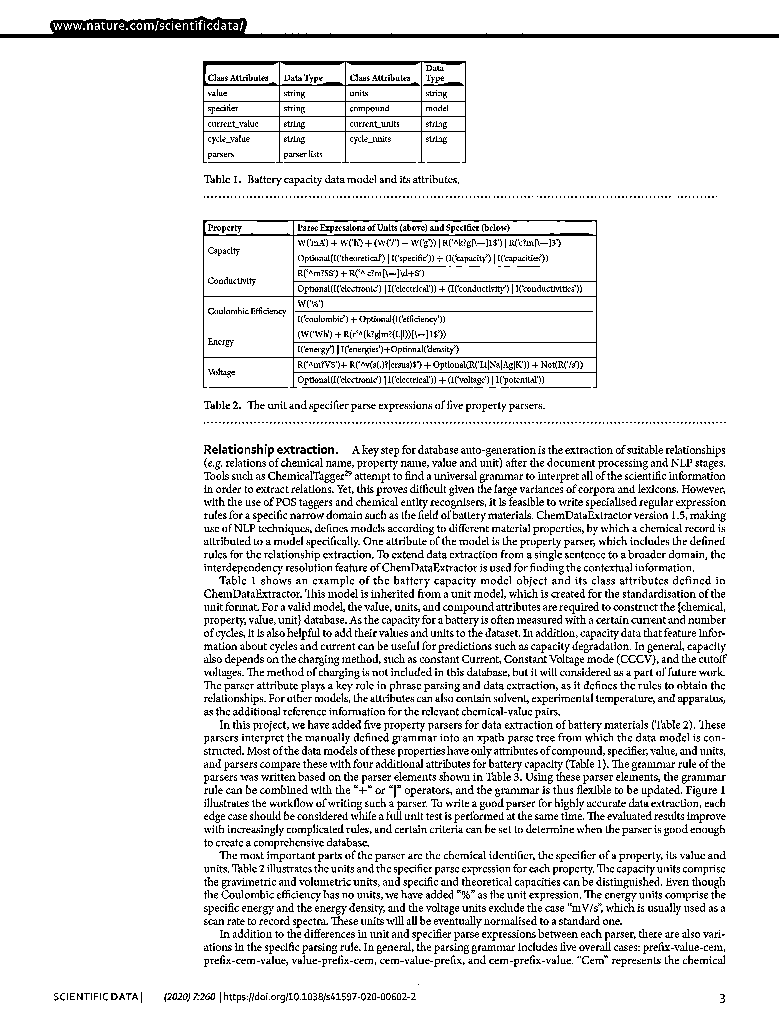 www.nature.com/scientificdata/
Class Attributes Data Type Class Attributes Data Type
value string units string
specifier string compound model
current_value string current_units string
cycle_value string cycle_units string
parsers parser lists
Table 1. Battery capacity data model and its attributes.
Property Parse Expressions of Units (above) and Specifier (below)
Capacity
Optional(I('theoretical') | I('specific')) + (I('capacity') | I('capacities'))
Conductivity
Optional(I('electronic') | I('electrical')) + (I('conductivity') | I('conductivities'))
Coulombic Efficiency W('%')
I('coulombic') + Optional(I('efficiency'))
Energy
I('energy') | I('energies')+Optional('density')
Voltage
Optional(I('electronic') | I('electrical')) + (I('voltage') | I('potential'))
Table 2. The unit and specifier parse expressions of five property parsers.
Relationship extraction. A key step for database auto-generation is the extraction of suitable relationships
(e.g. relations of chemical name, property name, value and unit) after the document processing and NLP stages.
Tools such as ChemicalTagger29 attempt to find a universal grammar to interpret all of the scientific information
in order to extract relations. Yet, this proves difficult given the large variances of corpora and lexicons. However,
with the use of POS taggers and chemical entity recognisers, it is feasible to write specialised regular expression
rules for a specific narrow domain such as the field of battery materials. ChemDataExtractor version 1.5, making
use of NLP techniques, defines models according to different material properties, by which a chemical record is
attributed to a model specifically. One attribute of the model is the property parser, which includes the defined
rules for the relationship extraction. To extend data extraction from a single sentence to a broader domain, the
interdependency resolution feature of ChemDataExtractor is used for finding the contextual information.
Table 1 shows an example of the battery capacity model object and its class attributes defined in
ChemDataExtractor. This model is inherited from a unit model, which is created for the standardisation of the
unit format. For a valid model, the value, units, and compound attributes are required to construct the {chemical,
property, value, unit} database. As the capacity for a battery is often measured with a certain current and number
of cycles, it is also helpful to add their values and units to the dataset. In addition, capacity data that feature infor-
mation about cycles and current can be useful for predictions such as capacity degradation. In general, capacity
also depends on the charging method, such as constant Current, Constant Voltage mode (CCCV), and the cutoff
voltages. The method of charging is not included in this database, but it will considered as a part of future work.
The parser attribute plays a key role in phrase parsing and data extraction, as it defines the rules to obtain the
relationships. For other models, the attributes can also contain solvent, experimental temperature, and apparatus,
as the additional reference information for the relevant chemical-value pairs.
In this project, we have added five property parsers for data extraction of battery materials (Table 2). These
parsers interpret the manually defined grammar into an xpath parse tree from which the data model is con-
structed. Most of the data models of these properties have only attributes of compound, specifier, value, and units,
and parsers compare these with four additional attributes for battery capacity (Table 1). The grammar rule of the
parsers was written based on the parser elements shown in Table 3. Using these parser elements, the grammar
rule can be combined with the "+" or "|" operators, and the grammar is thus flexible to be updated. Figure 1
illustrates the workflow of writing such a parser. To write a good parser for highly accurate data extraction, each
edge case should be considered while a full unit test is performed at the same time. The evaluated results improve
with increasingly complicated rules, and certain criteria can be set to determine when the parser is good enough
to create a comprehensive database.
The most important parts of the parser are the chemical identifier, the specifier of a property, its value and
units. Table 2 illustrates the units and the specifier parse expression for each property. The capacity units comprise
the gravimetric and volumetric units, and specific and theoretical capacities can be distinguished. Even though
the Coulombic efficiency has no units, we have added "%" as the unit expression. The energy units comprise the
specific energy and the energy density, and the voltage units exclude the case "mV/s", which is usually used as a
scan rate to record spectra. These units will all be eventually normalised to a standard one.
In addition to the differences in unit and specifier parse expressions between each parser, there are also vari-
ations in the specific parsing rule. In general, the parsing grammar includes five overall cases: prefix-value-cem,
prefix-cem-value, value-prefix-cem, cem-value-prefix, and cem-prefix-value. "Cem" represents the chemical
SCIENTIFIC DATA | (2020) 7:260 | https://doi.org/10.1038/s41597-020-00602-2 3